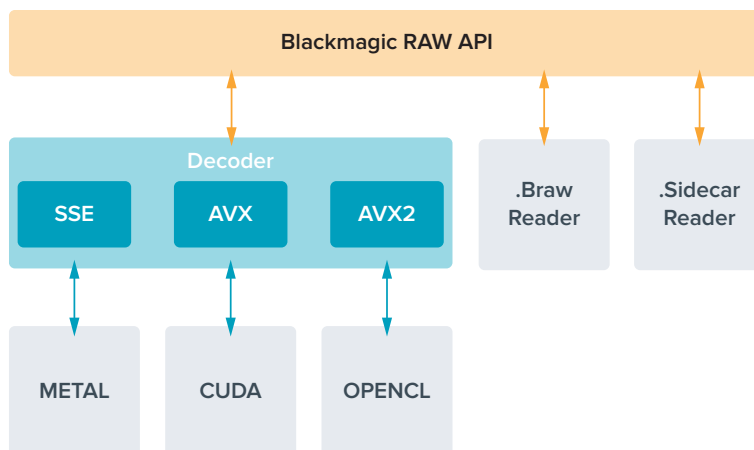 Blackmagic RAW API
Decoder
SSE
AVX
AVX2
.Braw
Reader
.Sidecar
Reader
METAL
CUDA
OPENCL